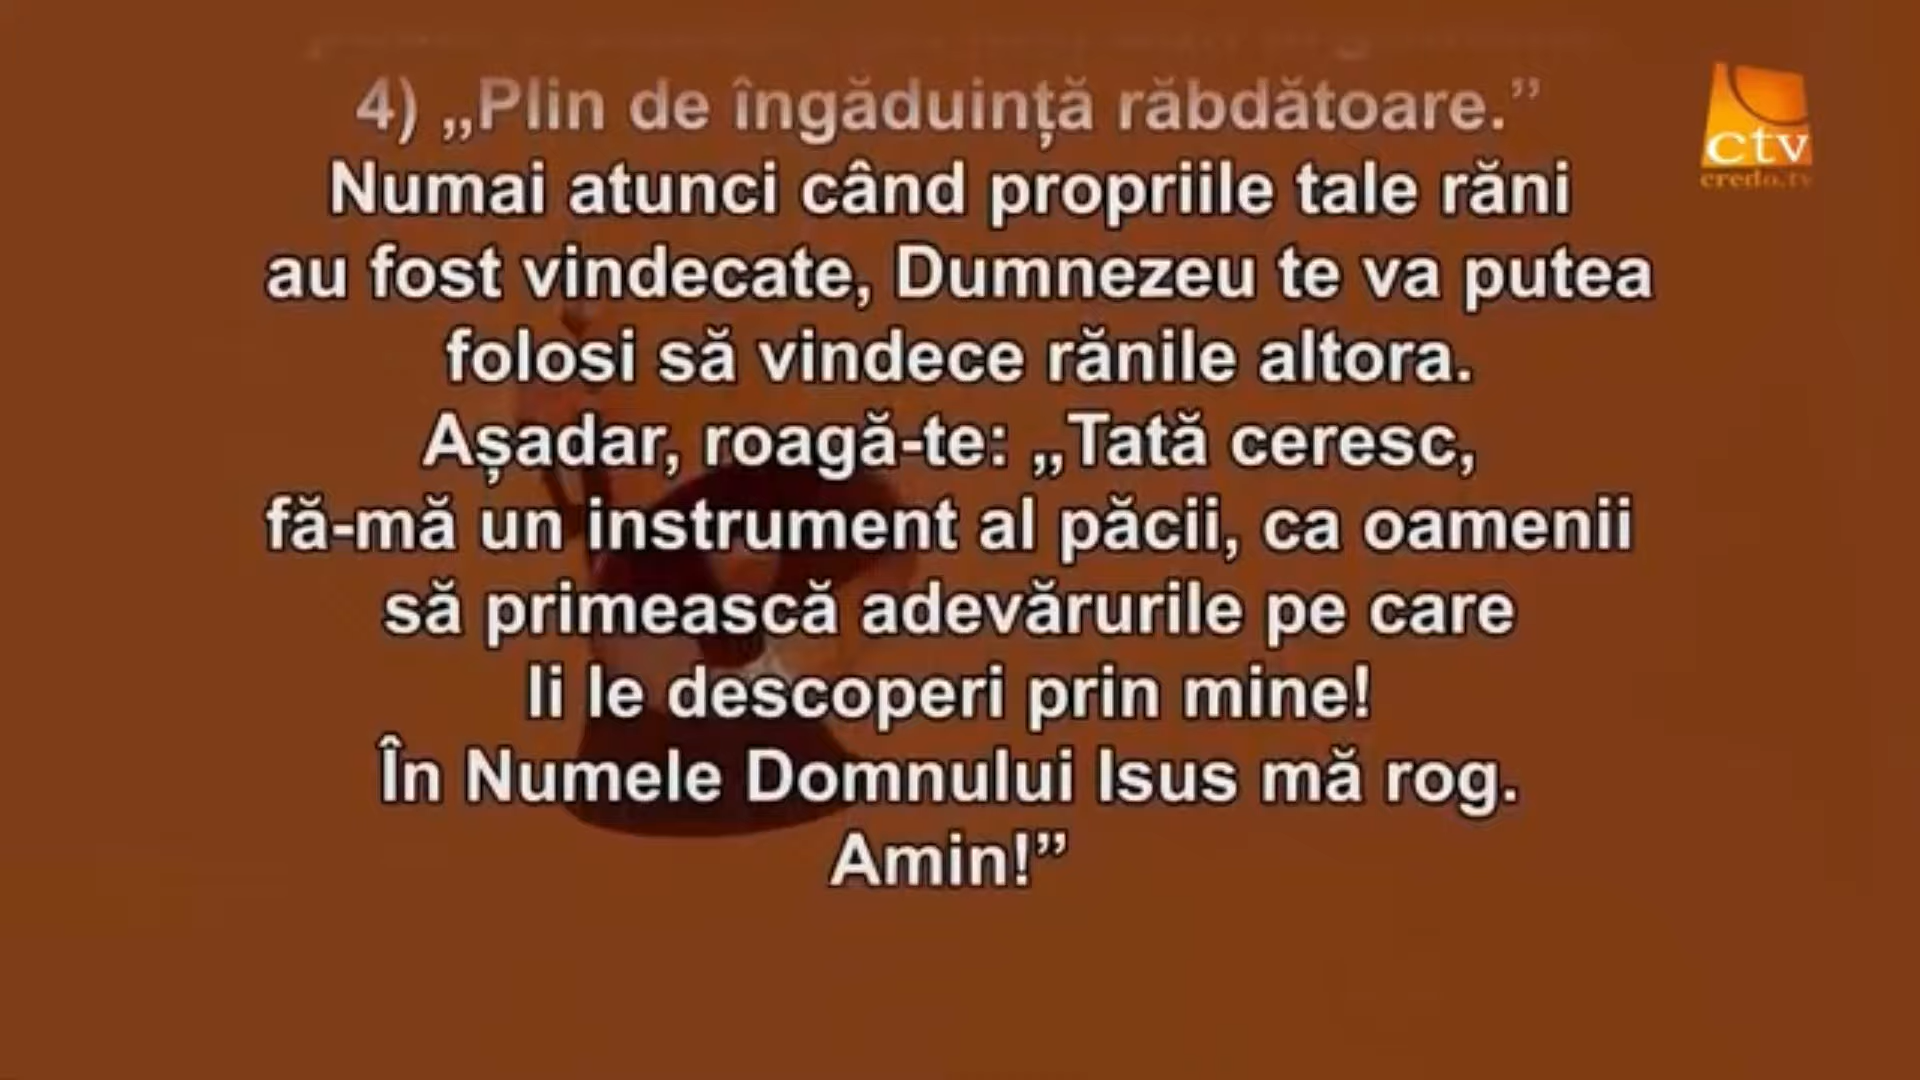 4) „Plin de îngăduință răbdătoare.”
Numai atunci când propriile tale răni
au fost vindecate, Dumnezeu te va putea
folosi să vindece rănile altora.
Așadar, roagă-te: „Tată ceresc,
fă-mă un instrument al păcii, ca oamenii
să primească adevărurile pe care
li le descoperi prin mine!
În Numele Domnului Isus mă rog.
Amin!”
ctv
credo.tv